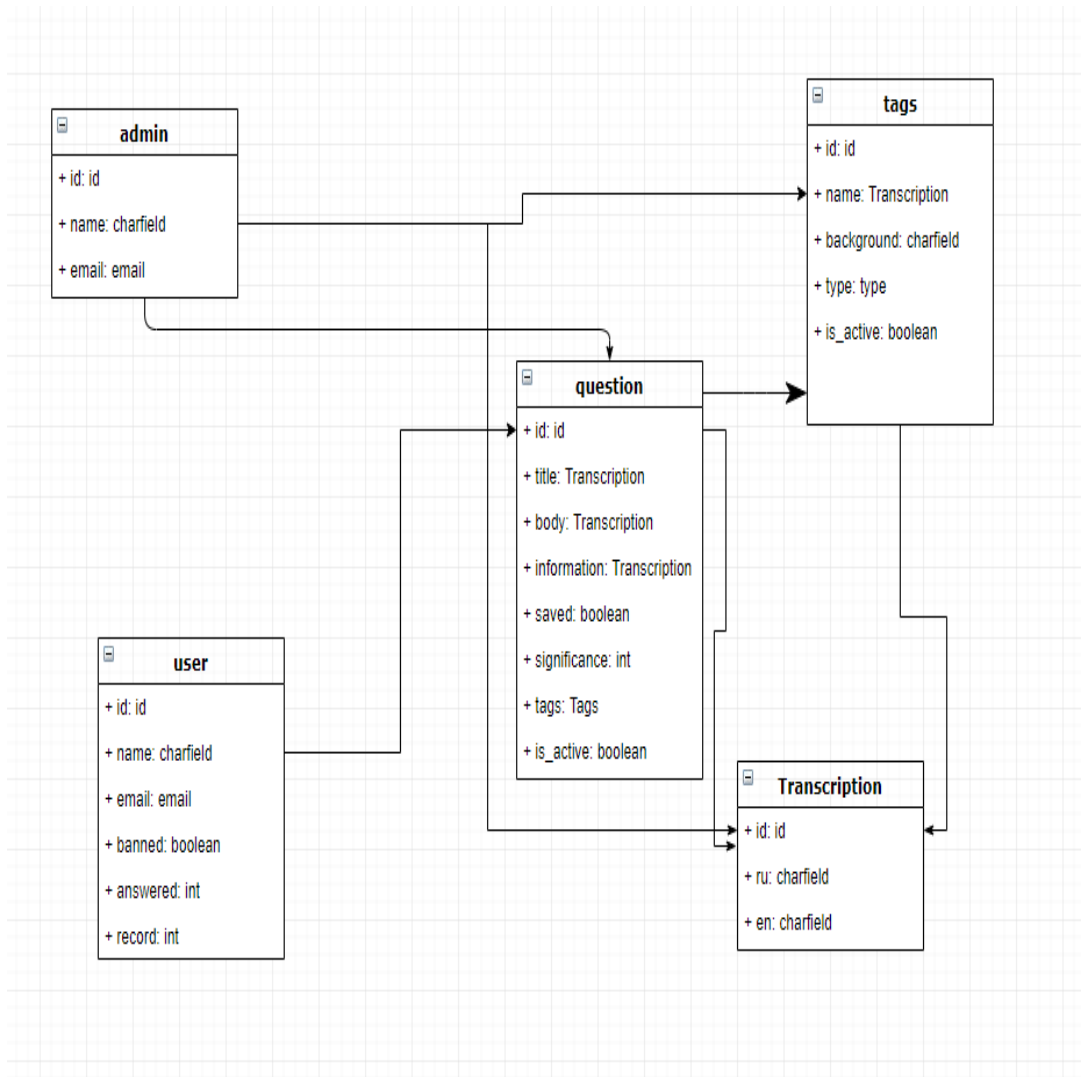 admin
+ id: id
+ name: charfield
+ email: email
tags
+ id: id
+ name: Transcription
+ background: charfield
+ type: type
+ is_active: boolean
question
+ id: id
+ title: Transcription
+ body: Transcription
+ information: Transcription
+ saved: boolean
+ significance: int
+ tags: Tags
+ is_active: boolean
user
+ id: id
+ name: charfield
+ email: email
+ banned: boolean
+ answered: int
+ record: int
Transcription
+ id: id
+ ru: charfield
+ en: charfield